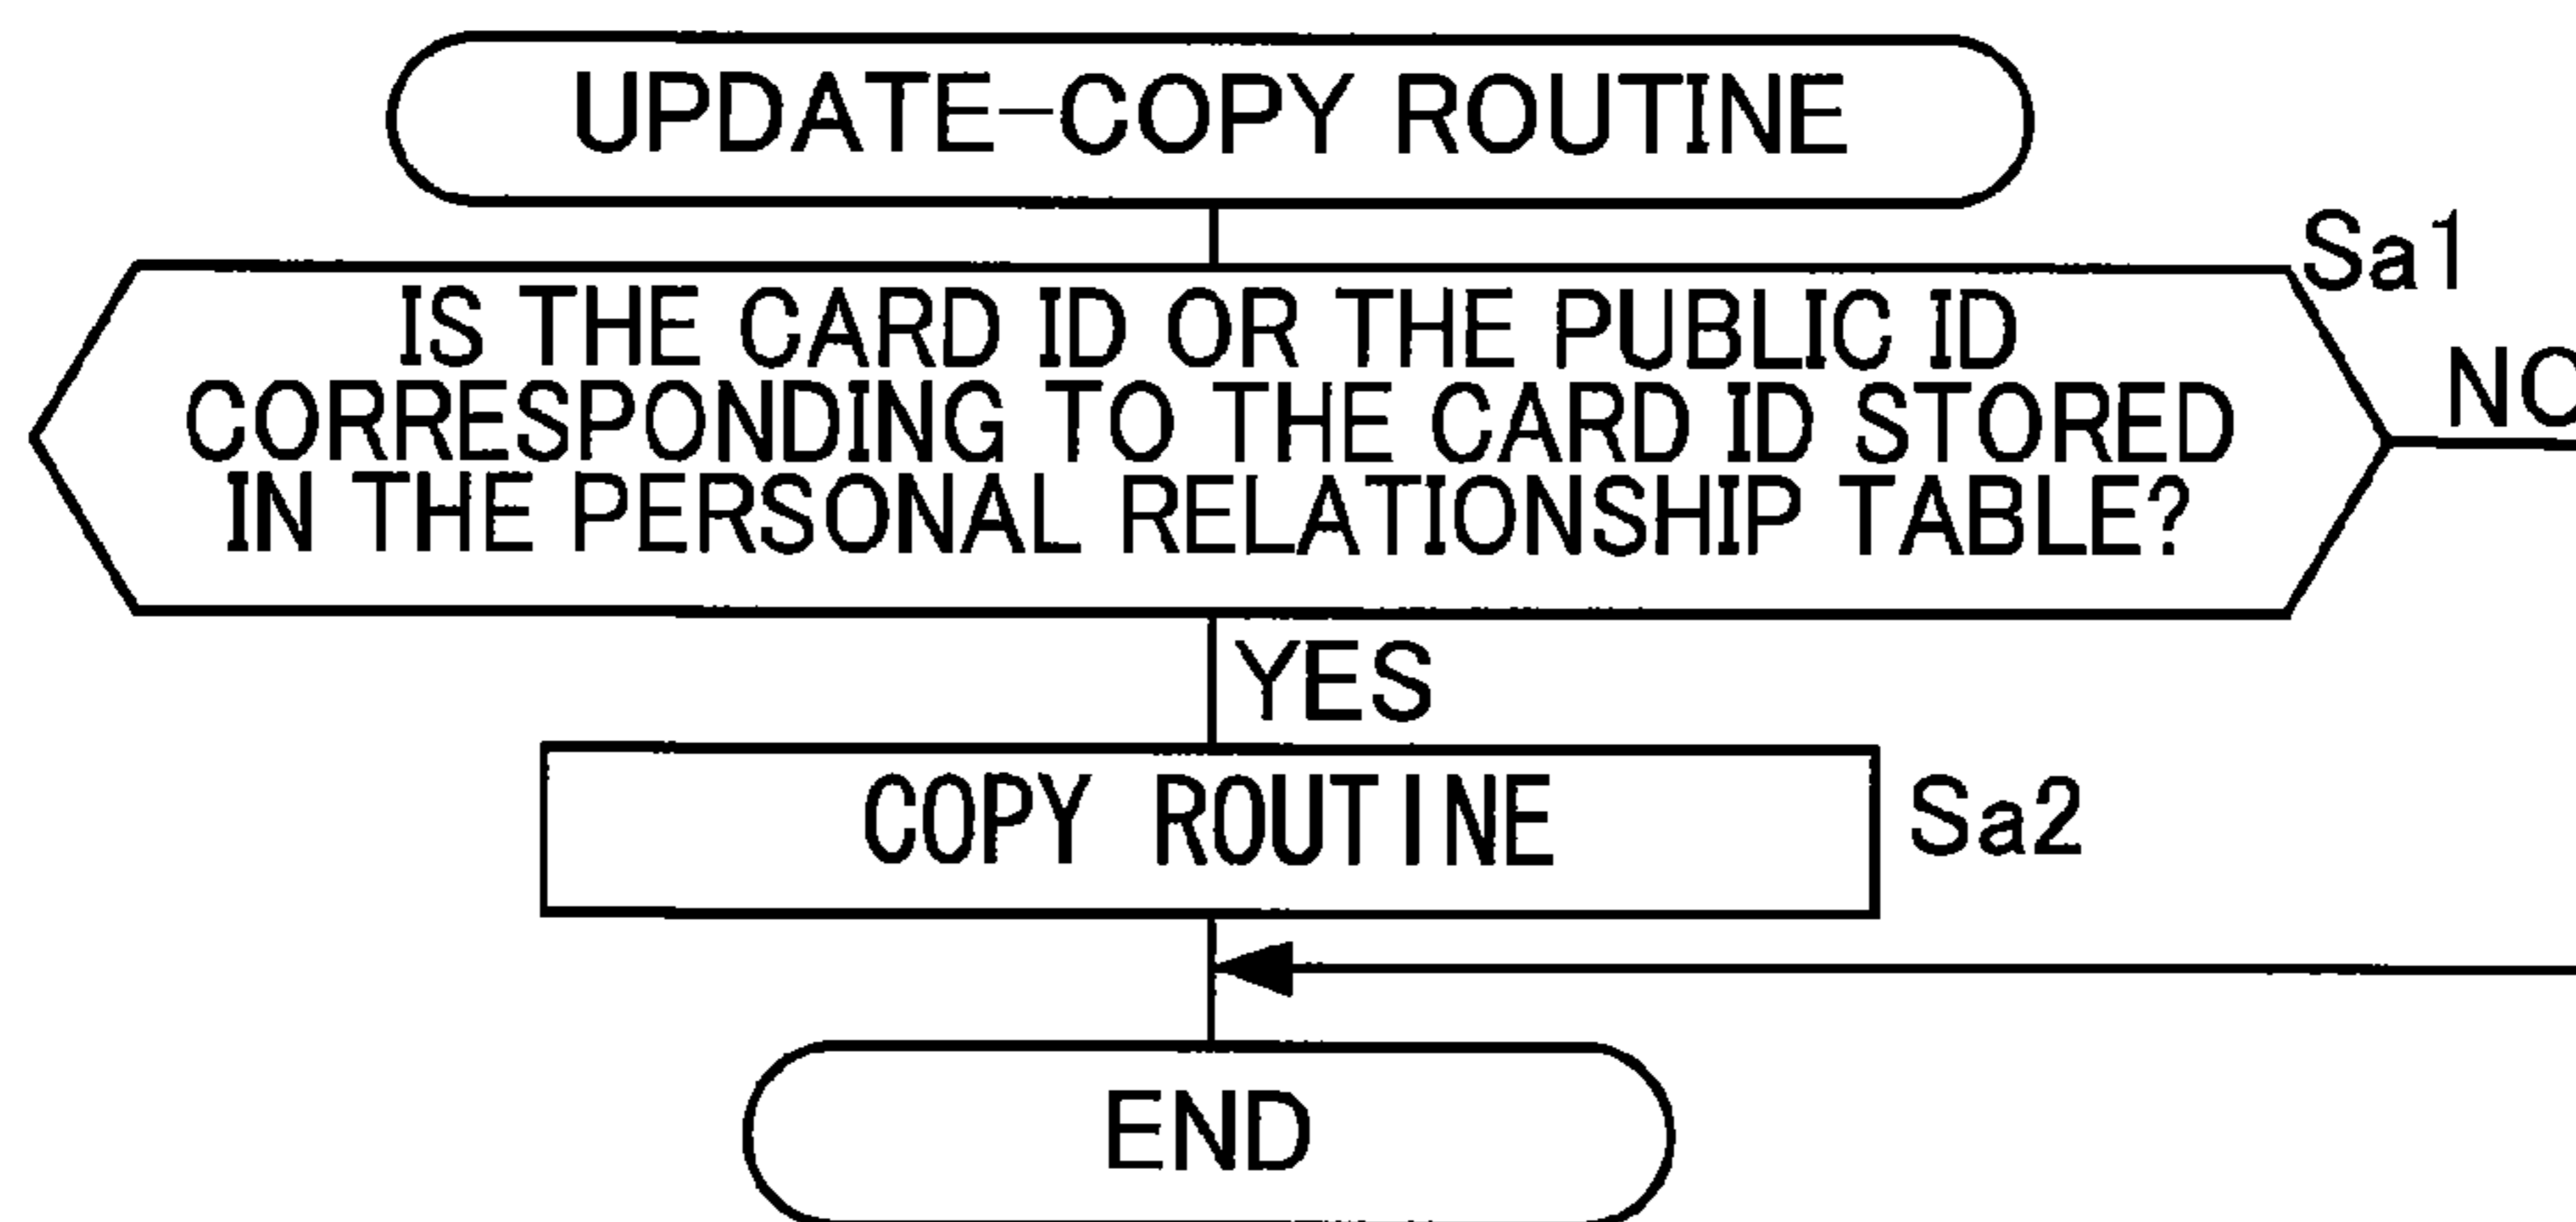 UPDATE-COPY ROUTINE
Sa1
IS THE CARD ID OR THE PUBLIC ID
CORRESPONDING TO THE CARD ID STORED
IN THE PERSONAL RELATIONSHIP TABLE?
NO
YES
COPY ROUTINE
Sa2
END